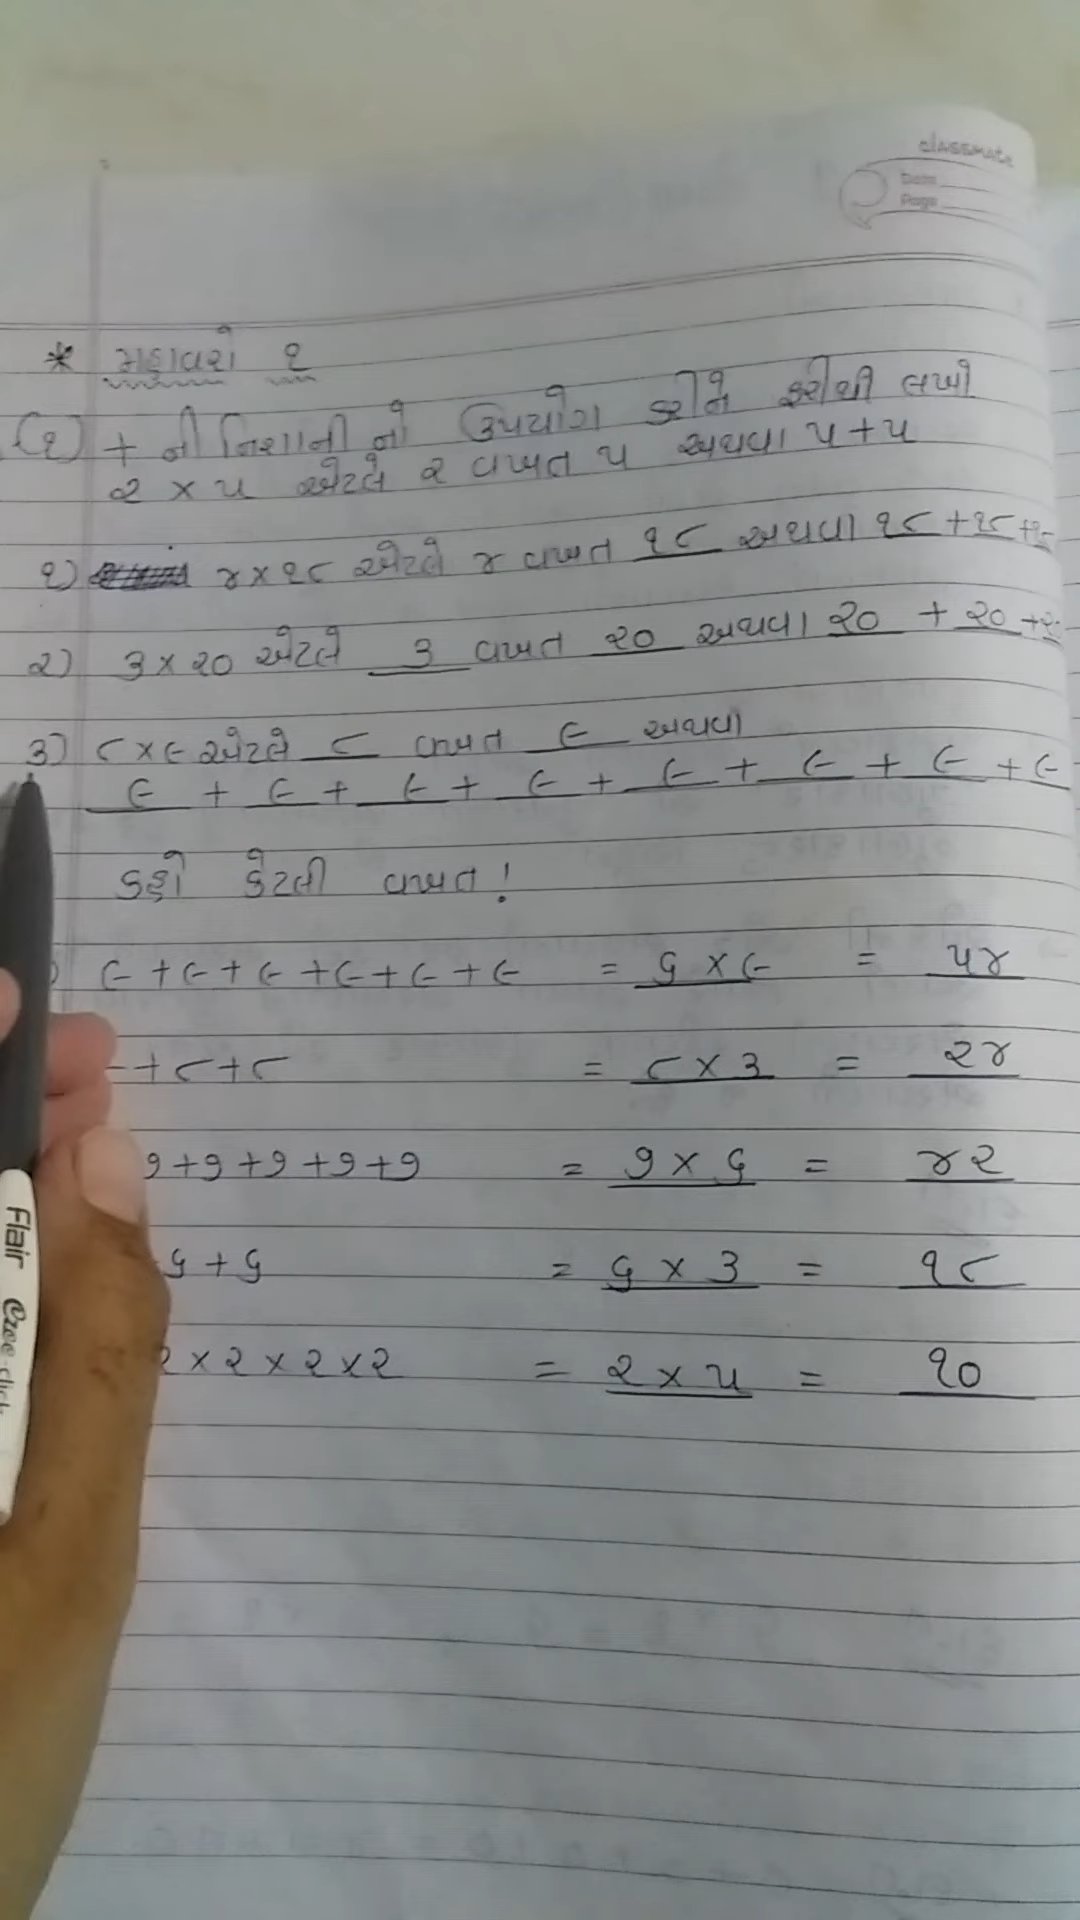 classmate
Date
Page
* મહાવરો ૧
(૧) + ની નિશાની નો ઉપયોગ કરીને ફરીથી લખો
૨ × ૫ એટલે ૨ વખત ૫ અથવા ૫ + ૫
૧) ૪ × ૧૮ એટલે ૪ વખત ૧૮ અથવા ૧૮ + ૧૮ + ૧૮
૨) ૩ × ૨૦ એટલે ૩ વખત ૨૦ અથવા ૨૦ + ૨૦ +
૩) ૮ × ૯ એટલે ૮ વખત ૯ અથવા
૯ + ૯ + ૯ + ૯ + ૯ + ૯ + ૯ + ૯
કહો કેટલી વખત !
૯ + ૯ + ૯ + ૯ + ૯ + ૯ = ૬ × ૯ = ૫૪
+ ૮ + ૮ = ૮ × ૩ = ૨૪
૭ + ૭ + ૭ + ૭ + ૭ = ૭ × ૬ = ૪૨
૬ + ૬ = ૬ × ૩ = ૧૮
૨ × ૨ × ૨ × ૨ = ૨ × ૫ = ૧૦
Flair